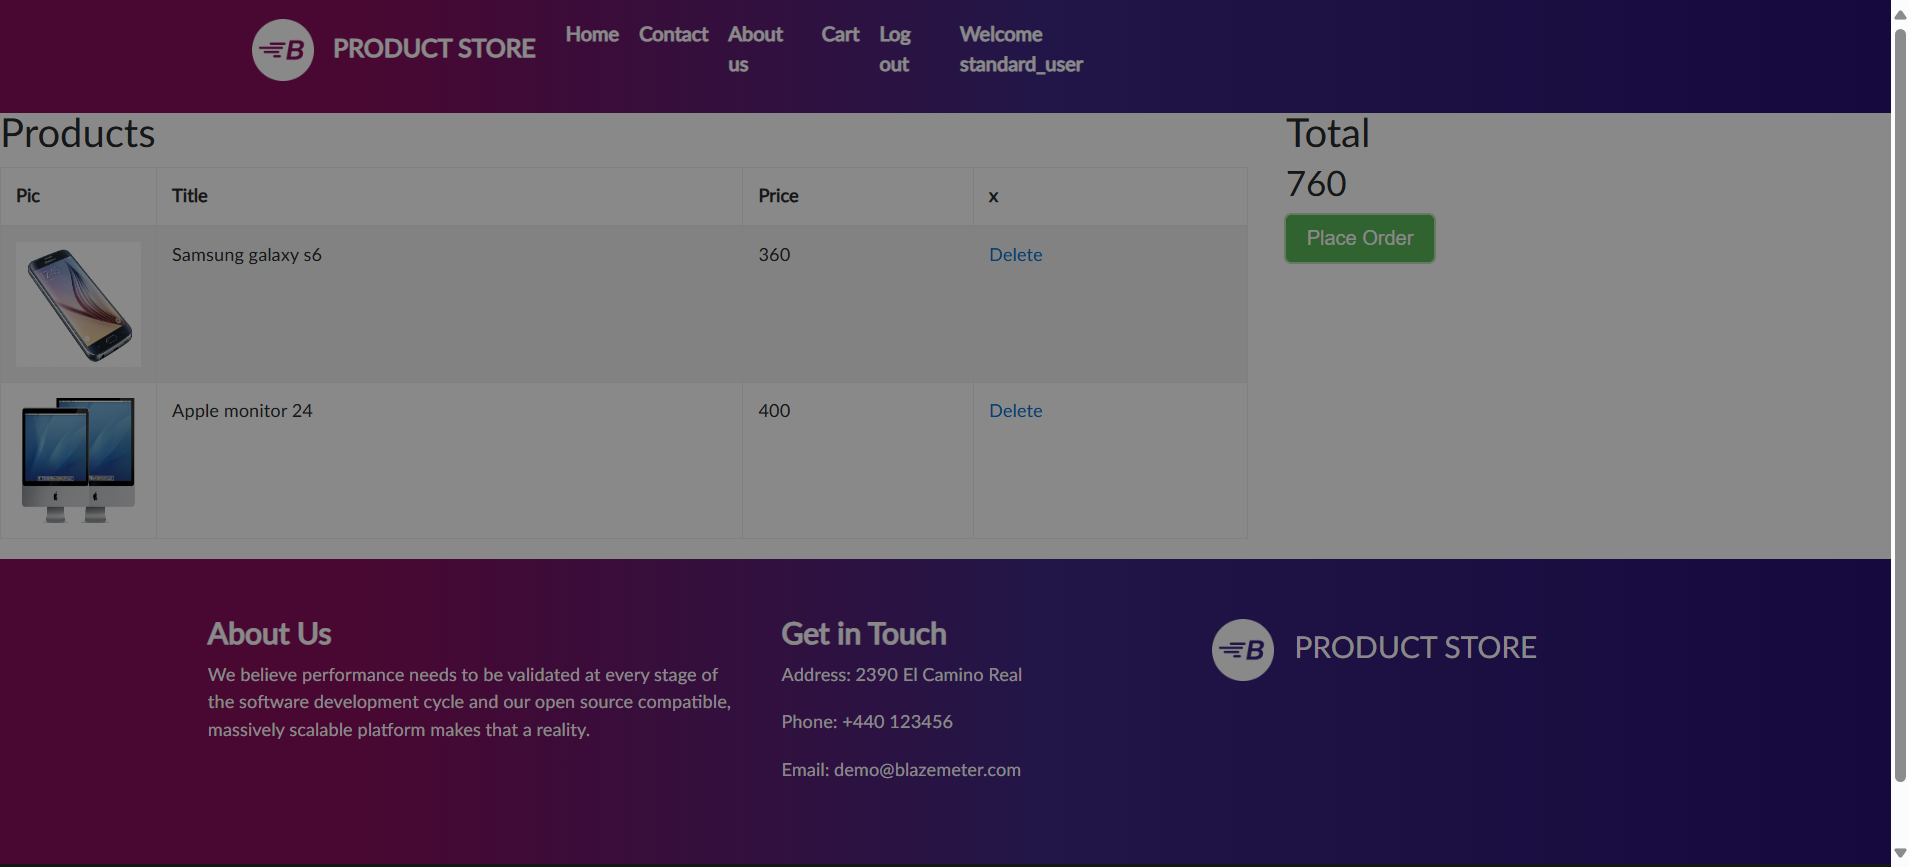 B PRODUCT STORE
Home Contact About us Cart Log out Welcome standard_user
Products
Pic Title Price x
Samsung galaxy s6 360 Delete
Apple monitor 24 400 Delete
Total
760
Place Order
About Us
We believe performance needs to be validated at every stage of
the software development cycle and our open source compatible,
massively scalable platform makes that a reality.
Get in Touch
Address: 2390 El Camino Real
Phone: +440 123456
Email: demo@blazemeter.com
B PRODUCT STORE